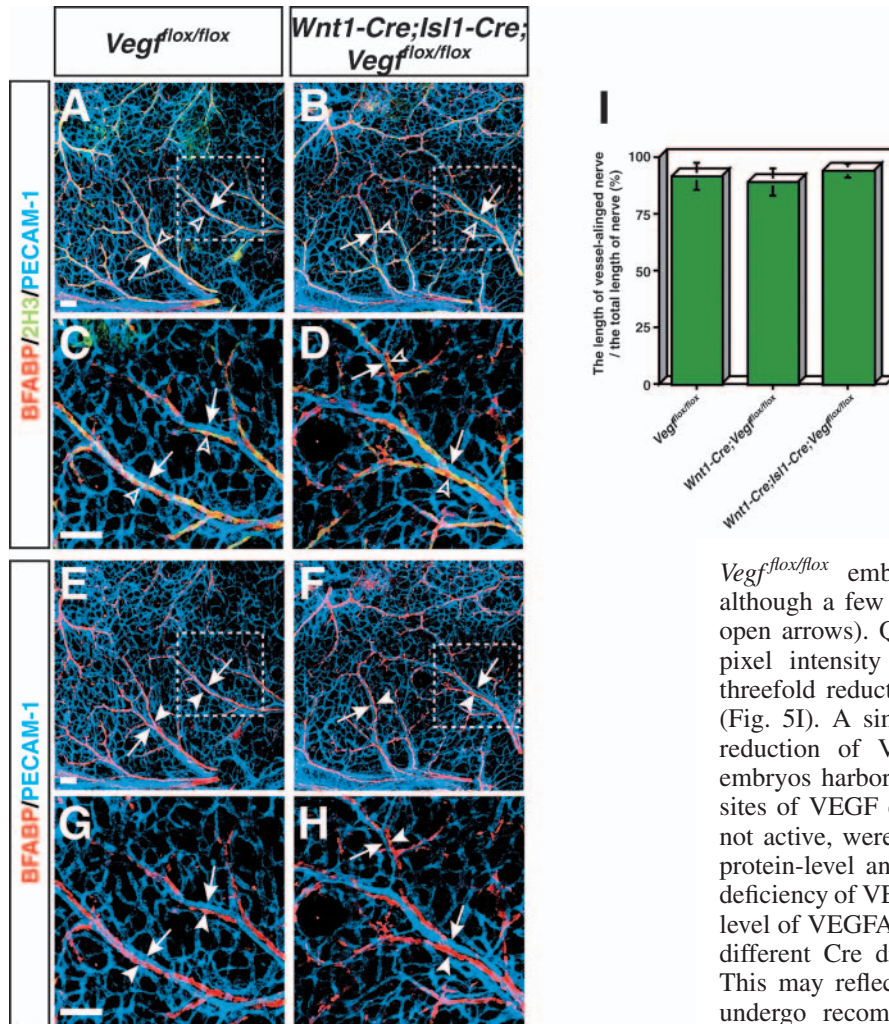 Vegf^flox/flox
Wnt1-Cre;Isl1-Cre;
Vegf^flox/flox
BFABP/2H3/PECAM-1
A
B
C
D
BFABP/PECAM-1
E
F
G
H
I
The length of vessel-alinged nerve
/ the total length of nerve (%)
100
75
50
25
0
Vegf^flox/flox
Wnt1-Cre;Vegf^flox/flox
Wnt1-Cre;Isl1-Cre;Vegf^flox/flox
Vegf^flox/flox emb
although a few
open arrows). Q
pixel intensity
threefold reduct
(Fig. 5I). A sin
reduction of V
embryos harbor
sites of VEGF
not active, were
protein-level an
deficiency of VE
level of VEGFA
different Cre d
This may reflec
undergo recom